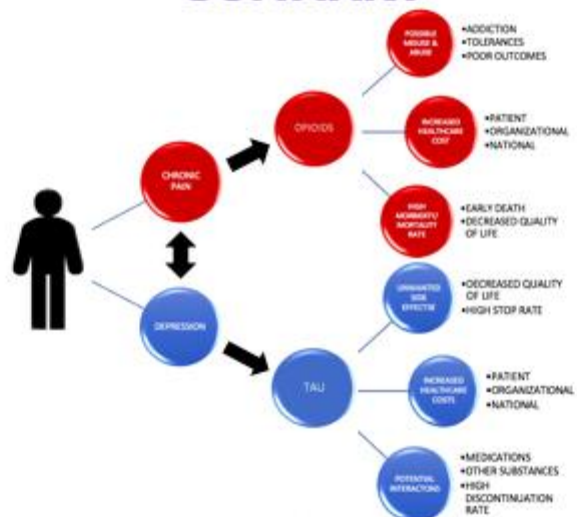 POSSIBLE
MISUSE &
ABUSE
•ADDICTION
•TOLERANCES
•POOR OUTCOMES
OPIOIDS
INCREASED
HEALTHCARE
COST
•PATIENT
•ORGANIZATIONAL
•NATIONAL
CHRONIC
PAIN
HIGH
MORBIDITY/
MORTALITY
RATE
•EARLY DEATH
•DECREASED QUALITY
OF LIFE
UNWANTED
SIDE
•DECREASED QUALITY
OF LIFE
•HIGH STOP RATE
DEPRESSION
TAU
INCREASED
HEALTHCARE
COSTS
•PATIENT
•ORGANIZATIONAL
•NATIONAL
POTENTIAL
•MEDICATIONS
•OTHER SUBSTANCES
•HIGH
DISCONTINUATION
RATE